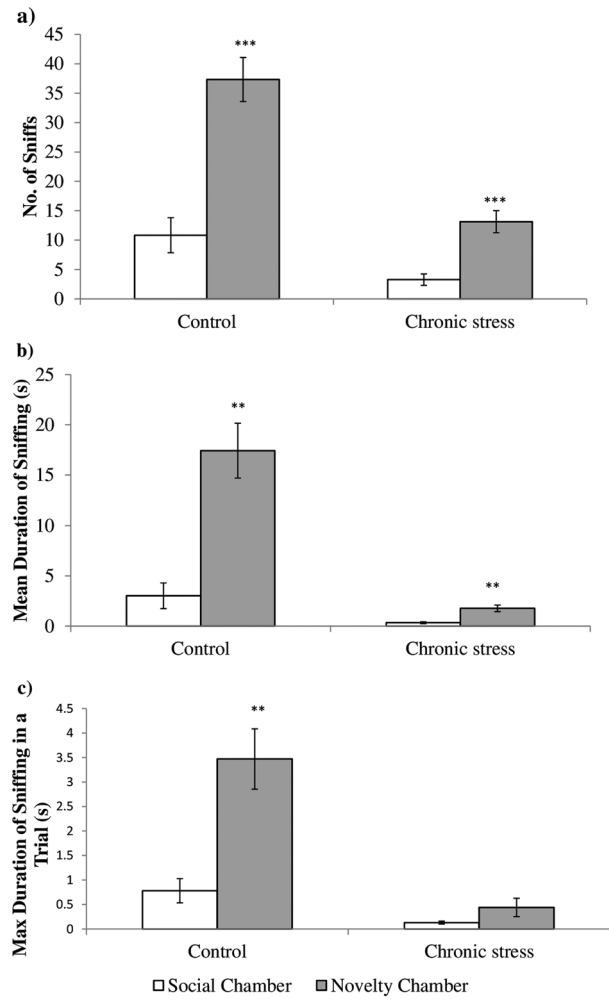 a)
45
40
35
30
25
20
15
10
5
0
No. of Sniffs
***
***
Control
Chronic stress
b)
25
20
15
10
5
0
Mean Duration of Sniffing (s)
**
**
Control
Chronic stress
c)
4.5
4
3.5
3
2.5
2
1.5
1
0.5
0
Max Duration of Sniffing in a
Trial (s)
**
Control
Chronic stress
Social Chamber
Novelty Chamber